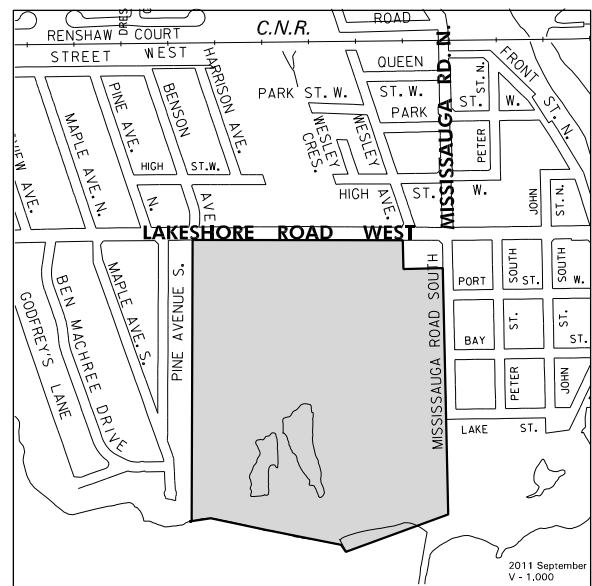 RENSHAW COURT
DRES
C.N.R.
ROAD
STREET WEST
QUEEN
FRONT
ST. N.
MISSISSAUGA RD. N.
HARRISON AVE.
BENSON
AVE.
PINE AVE.
N.
MAPLE AVE. N.
VIEW AVE.
HIGH ST.W.
PARK ST. W.
ST. W.
PARK
ST. W.
ST. N.
PETER
WESLEY
CRES.
WESLEY
AVE.
HIGH ST. W.
JOHN
ST. N.
LAKESHORE ROAD WEST
GODFREY'S LANE
BEN MACHREE DRIVE
MAPLE AVE. S.
PINE AVENUE S.
MISSISSAUGA ROAD SOUTH
PORT ST. W.
SOUTH
SOUTH
BAY ST.
ST.
ST.
PETER
JOHN
LAKE ST.
2011 September
V - 1,000